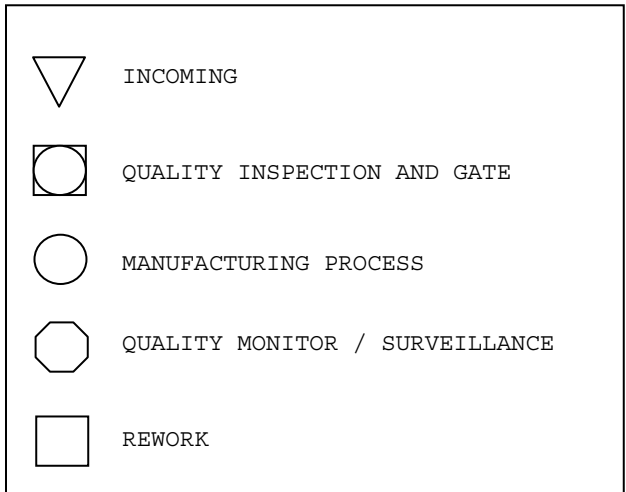 INCOMING
QUALITY INSPECTION AND GATE
MANUFACTURING PROCESS
QUALITY MONITOR / SURVEILLANCE
REWORK